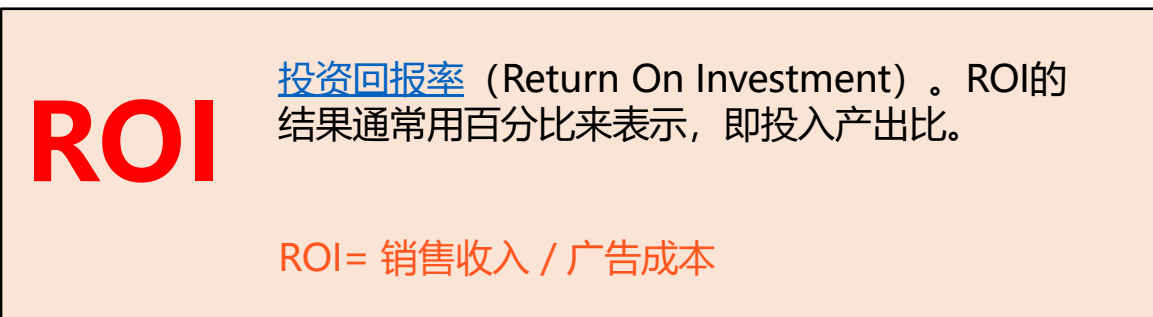 ROI
投资回报率（Return On Investment）。ROI的
结果通常用百分比来表示，即投入产出比。
ROI= 销售收入 / 广告成本